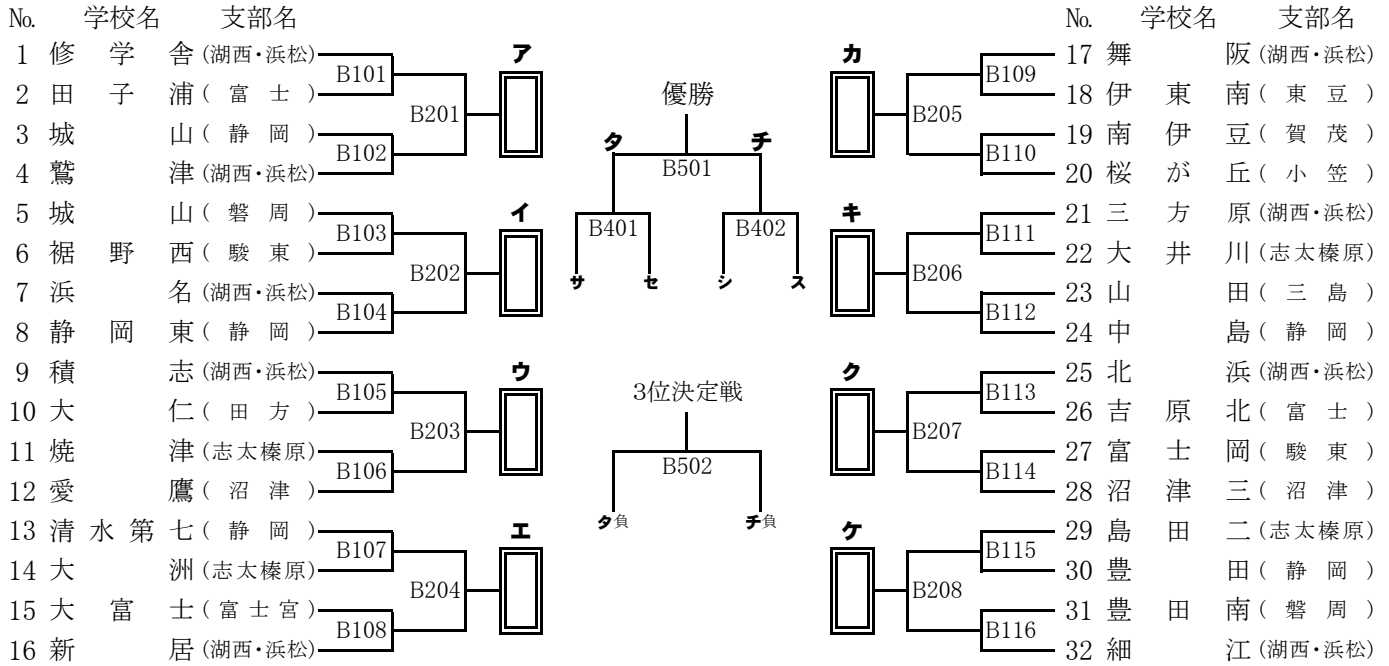 № 学校名 支部名
1 修学舎 (湖西・浜松)
2 田子浦 (富士)
3 城山 (静岡)
4 鷲津 (湖西・浜松)
5 城山 (磐周)
6 裾野西 (駿東)
7 浜名 (湖西・浜松)
8 静岡東 (静岡)
9 積志 (湖西・浜松)
10 大仁 (田方)
11 焼津 (志太榛原)
12 愛鷹 (沼津)
13 清水第七 (静岡)
14 大洲 (志太榛原)
15 大富士 (富士宮)
16 新居 (湖西・浜松)
B101
B102
B103
B104
B105
B106
B107
B108
B201
B202
B203
B204
ア
イ
ウ
エ
優勝
タ チ
B501
B401 B402
サ セ シ ス
3位決定戦
B502
タ負 チ負
カ
キ
ク
ケ
B205
B206
B207
B208
B109
B110
B111
B112
B113
B114
B115
B116
№ 学校名 支部名
17 舞阪 (湖西・浜松)
18 伊東南 (東豆)
19 南伊豆 (賀茂)
20 桜が丘 (小笠)
21 三方原 (湖西・浜松)
22 大井川 (志太榛原)
23 山田 (三島)
24 中島 (静岡)
25 北浜 (湖西・浜松)
26 吉原北 (富士)
27 富士岡 (駿東)
28 沼津三 (沼津)
29 島田二 (志太榛原)
30 豊田 (静岡)
31 豊田南 (磐周)
32 細江 (湖西・浜松)